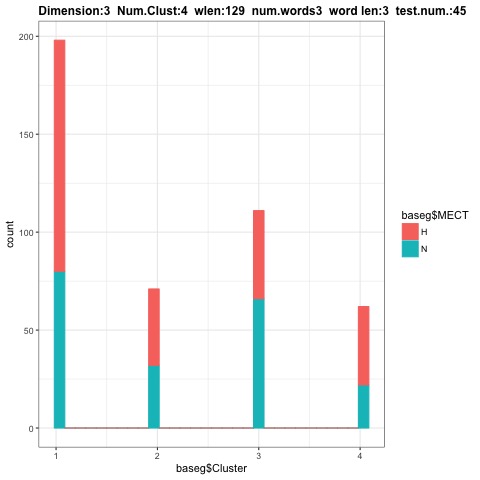 Dimension:3 Num.Clust:4 wlen:129 num.words3 word len:3 test.num.:45
200
150
100
50
0
count
1 2 3 4
baseg$Cluster
baseg$MECT
H
N